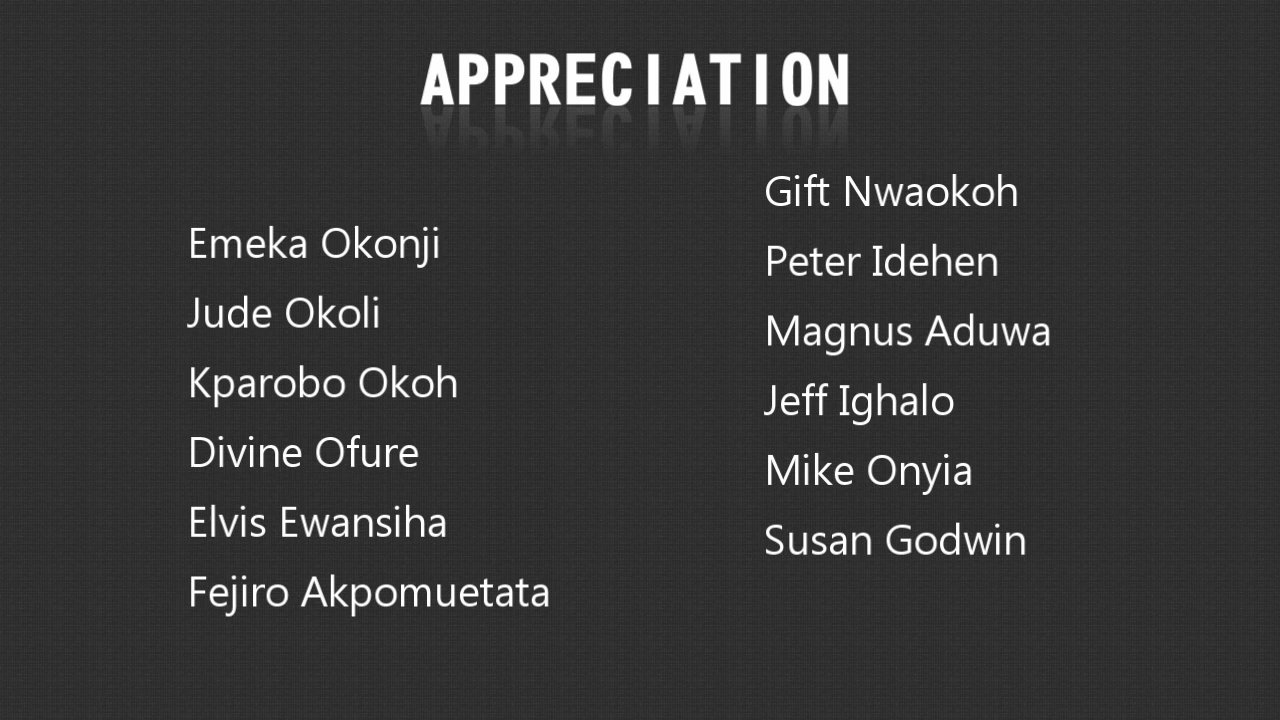 APPRECIATION
Emeka Okonji
Jude Okoli
Kparobo Okoh
Divine Ofure
Elvis Ewansiha
Fejiro Akpomuetata
Gift Nwaokoh
Peter Idehen
Magnus Aduwa
Jeff Ighalo
Mike Onyia
Susan Godwin